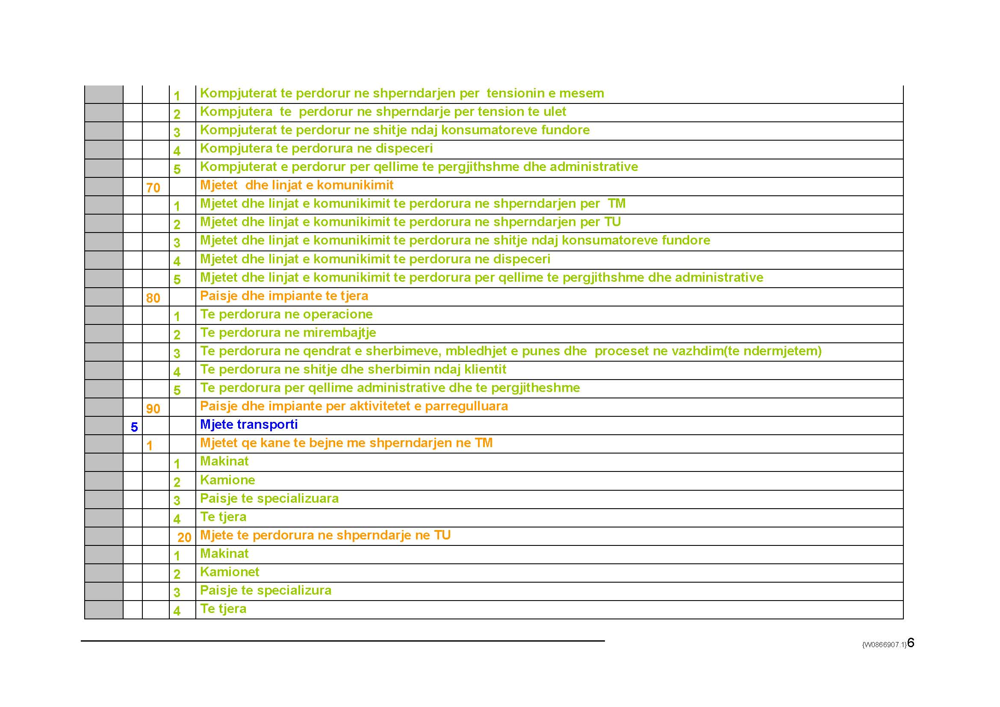 1 Kompjuterat te perdorur ne shperndarjen per tensionin e mesem
2 Kompjutera te perdorur ne shperndarje per tension te ulet
3 Kompjuterat te perdorur ne shitje ndaj konsumatoreve fundore
4 Kompjutera te perdorura ne dispeceri
5 Kompjuterat e perdorur per qellime te pergjithshme dhe administrative
70 Mjetet dhe linjat e komunikimit
1 Mjetet dhe linjat e komunikimit te perdorura ne shperndarjen per TM
2 Mjetet dhe linjat e komunikimit te perdorura ne shperndarjen per TU
3 Mjetet dhe linjat e komunikimit te perdorura ne shitje ndaj konsumatoreve fundore
4 Mjetet dhe linjat e komunikimit te perdorura ne dispeceri
5 Mjetet dhe linjat e komunikimit te perdorura per qellime te pergjithshme dhe administrative
80 Paisje dhe impiante te tjera
1 Te perdorura ne operacione
2 Te perdorura ne mirembajtje
3 Te perdorura ne qendrat e sherbimeve, mbledhjet e punes dhe proceset ne vazhdim(te ndermjetem)
4 Te perdorura ne shitje dhe sherbimin ndaj klientit
5 Te perdorura per qellime administrative dhe te pergjitheshme
90 Paisje dhe impiante per aktivitetet e parregulluara
5 Mjete transporti
1 Mjetet qe kane te bejne me shperndarjen ne TM
1 Makinat
2 Kamione
3 Paisje te specializuara
4 Te tjera
20 Mjete te perdorura ne shperndarje ne TU
1 Makinat
2 Kamionet
3 Paisje te specializura
4 Te tjera
{W0866907.1}6